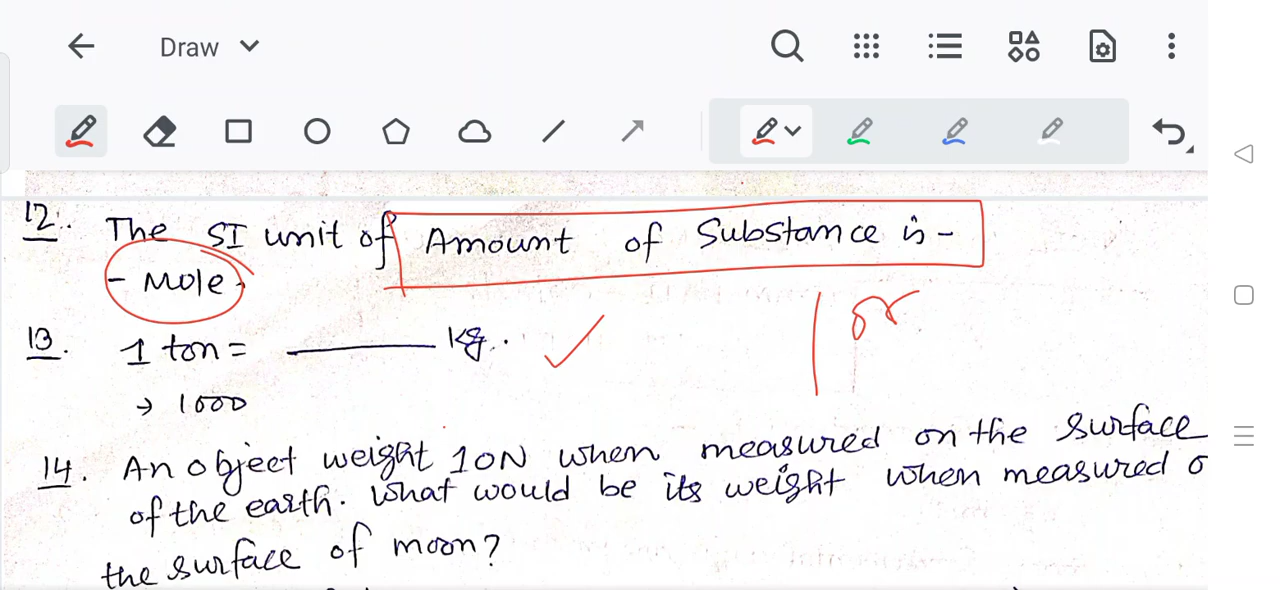 Draw
12. The SI unit of Amount of Substance is -
- Mole.
or
13. 1 ton = ______ kg.
→ 1000
14. An object weight 10N when measured on the surface
of the earth. What would be its weight when measured o
the surface of moon?